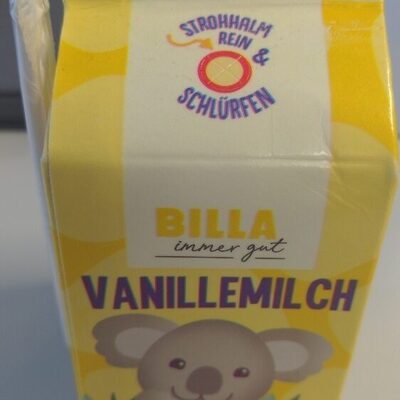 STROHHALM
REIN &
SCHLÜRFEN
BILLA
immer gut
VANILLEMILCH